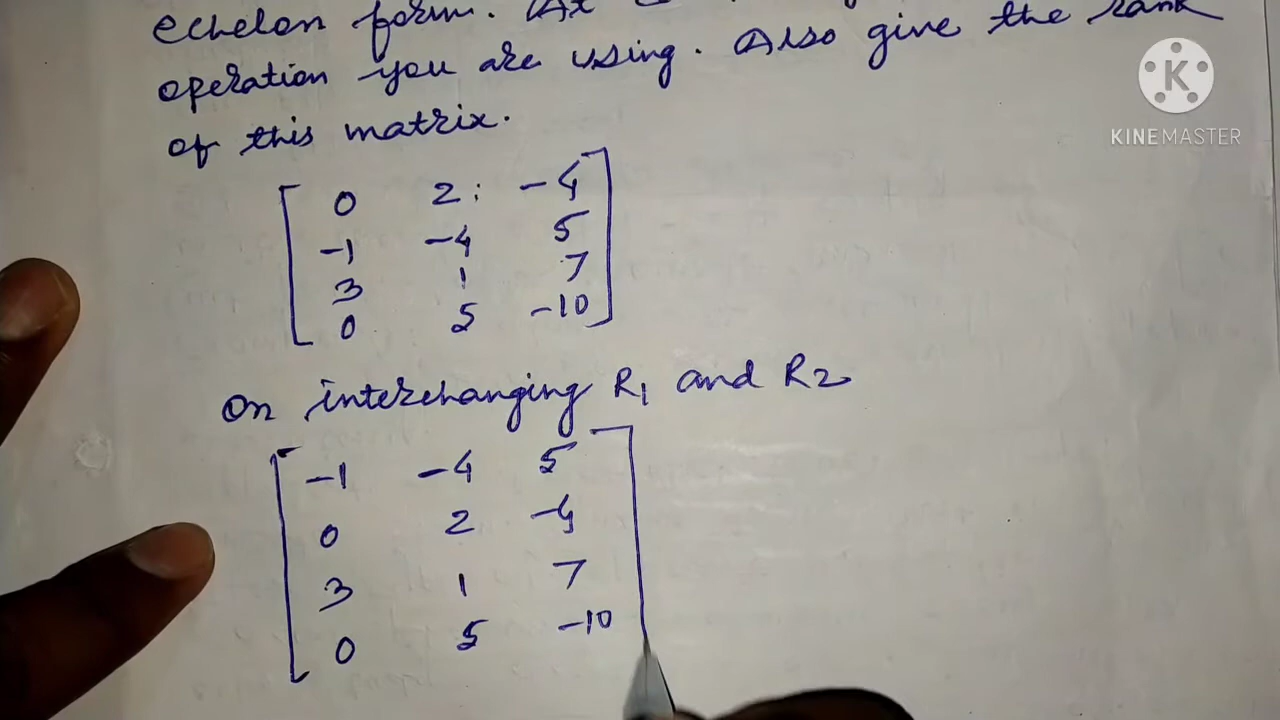 echelon form. At
operation you are using. Also give the rank
of this matrix.
0 2 -4
-1 -4 5
3 1 7
0 5 -10
On interchanging R1 and R2
-1 -4 5
0 2 -4
3 1 7
0 5 -10
K
KINEMASTER